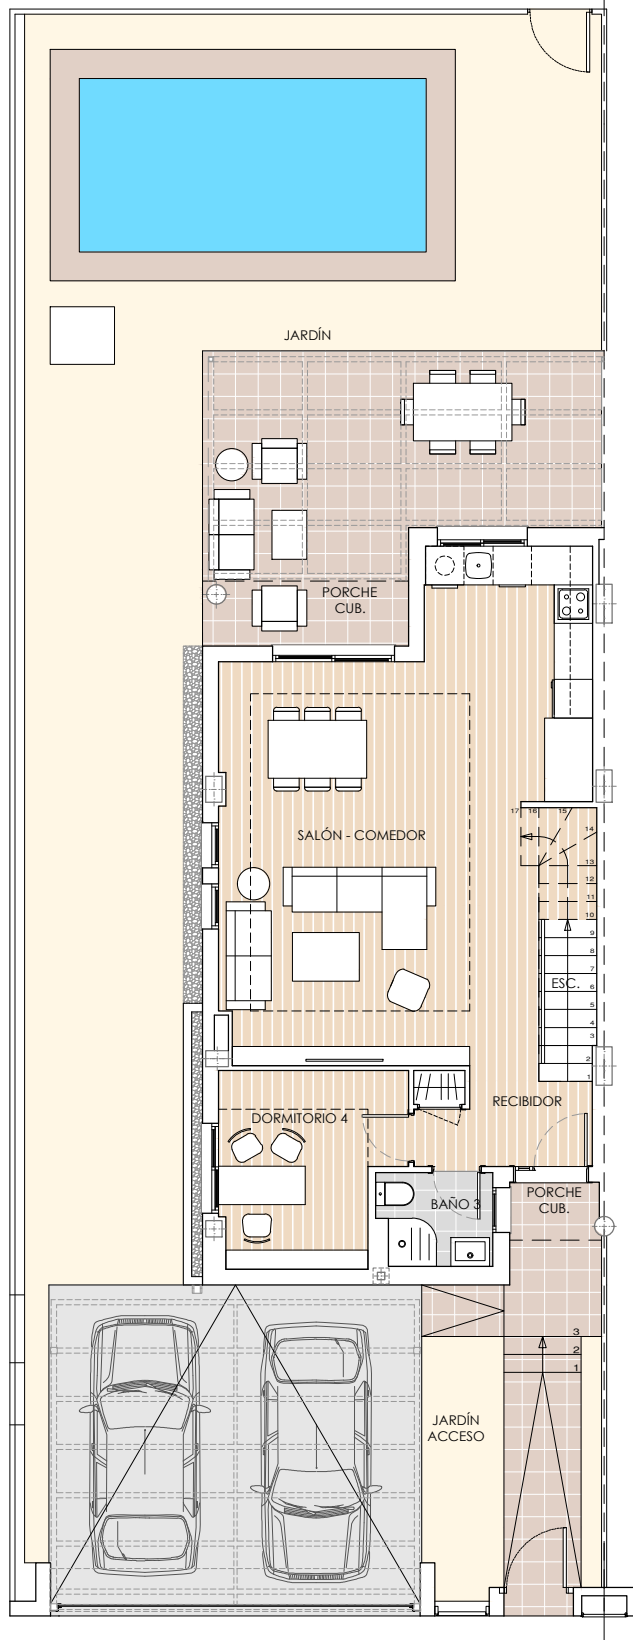 JARDÍN
PORCHE
CUB.
SALÓN - COMEDOR
17
16
15
14
13
12
11
10
9
8
7
6
ESC.
5
4
3
2
1
RECIBIDOR
DORMITORIO 4
BAÑO 3
PORCHE
CUB.
3
2
1
JARDÍN
ACCESO